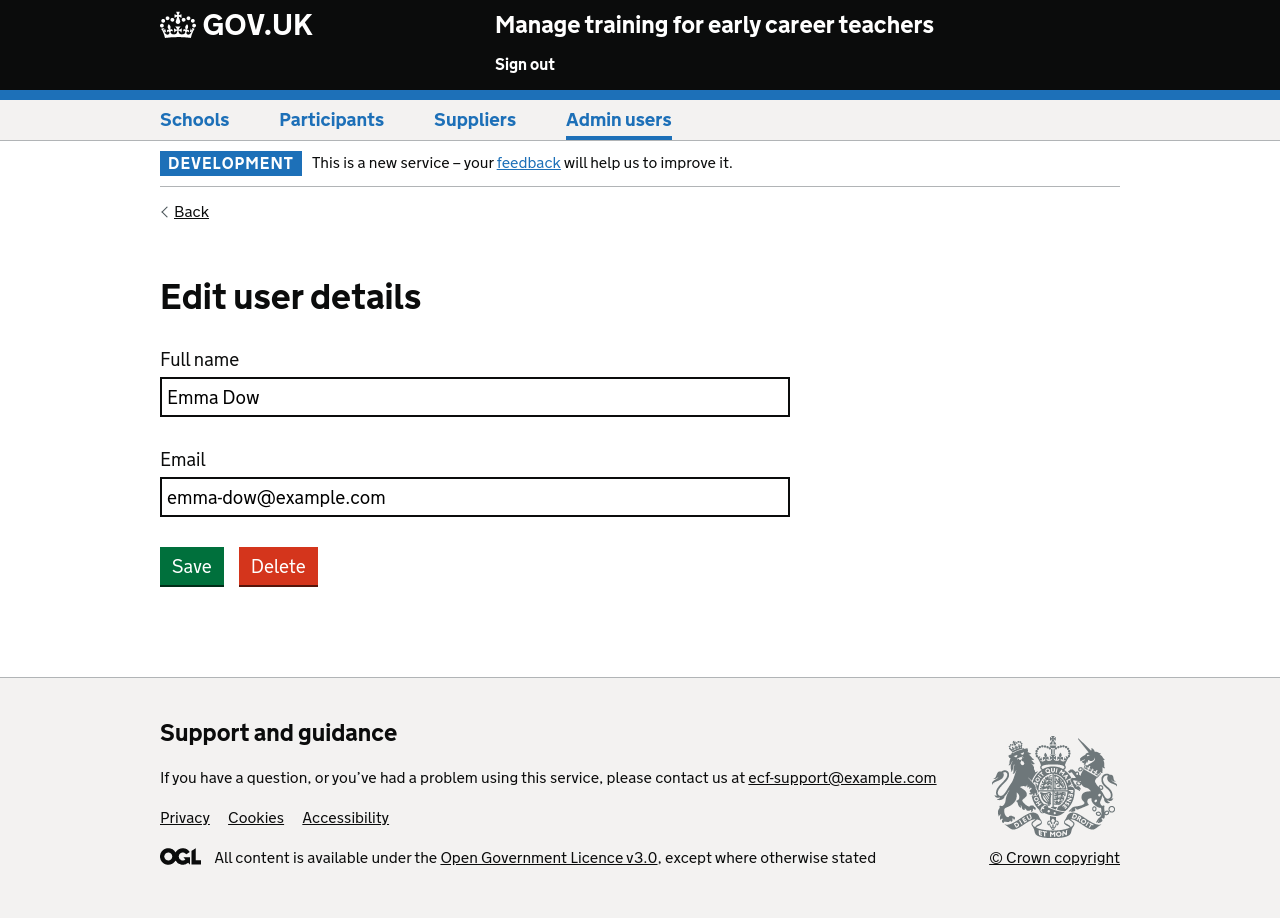 GOV.UK
Manage training for early career teachers
Sign out
Schools
Participants
Suppliers
Admin users
DEVELOPMENT This is a new service – your feedback will help us to improve it.
Back
Edit user details
Full name
Emma Dow
Email
emma-dow@example.com
Save
Delete
Support and guidance
If you have a question, or you’ve had a problem using this service, please contact us at ecf-support@example.com
Privacy
Cookies
Accessibility
OGL All content is available under the Open Government Licence v3.0, except where otherwise stated
DIEU ET MON DROIT
© Crown copyright